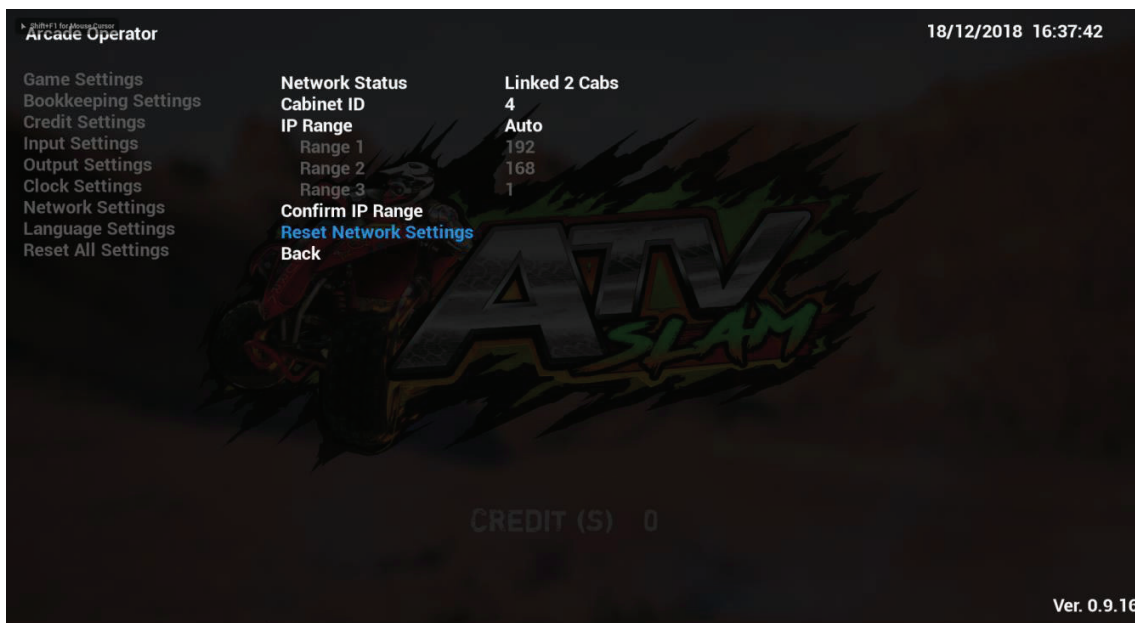 Shift+F1 for Mouse Cursor
Arcade Operator
18/12/2018 16:37:42
Game Settings
Bookkeeping Settings
Credit Settings
Input Settings
Output Settings
Clock Settings
Network Settings
Language Settings
Reset All Settings
Network Status Linked 2 Cabs
Cabinet ID 4
IP Range Auto
Range 1 192
Range 2 168
Range 3 1
Confirm IP Range
Reset Network Settings
Back
ATV
SLAM
CREDIT (S) 0
Ver. 0.9.16